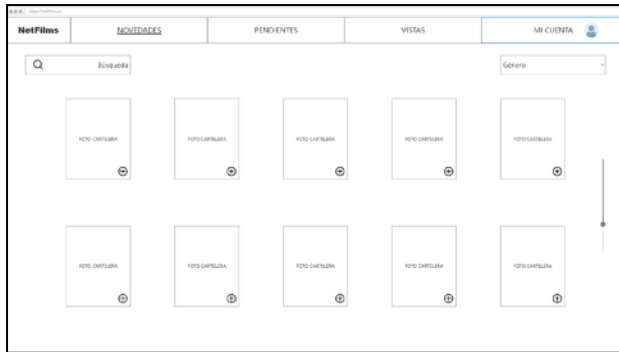 NetFilms NOVEDADES PENDIENTES VISTAS MI CUENTA
Búsqueda Género
FOTO CARTELERA FOTO CARTELERA FOTO CARTELERA FOTO CARTELERA FOTO CARTELERA
FOTO CARTELERA FOTO CARTELERA FOTO CARTELERA FOTO CARTELERA FOTO CARTELERA